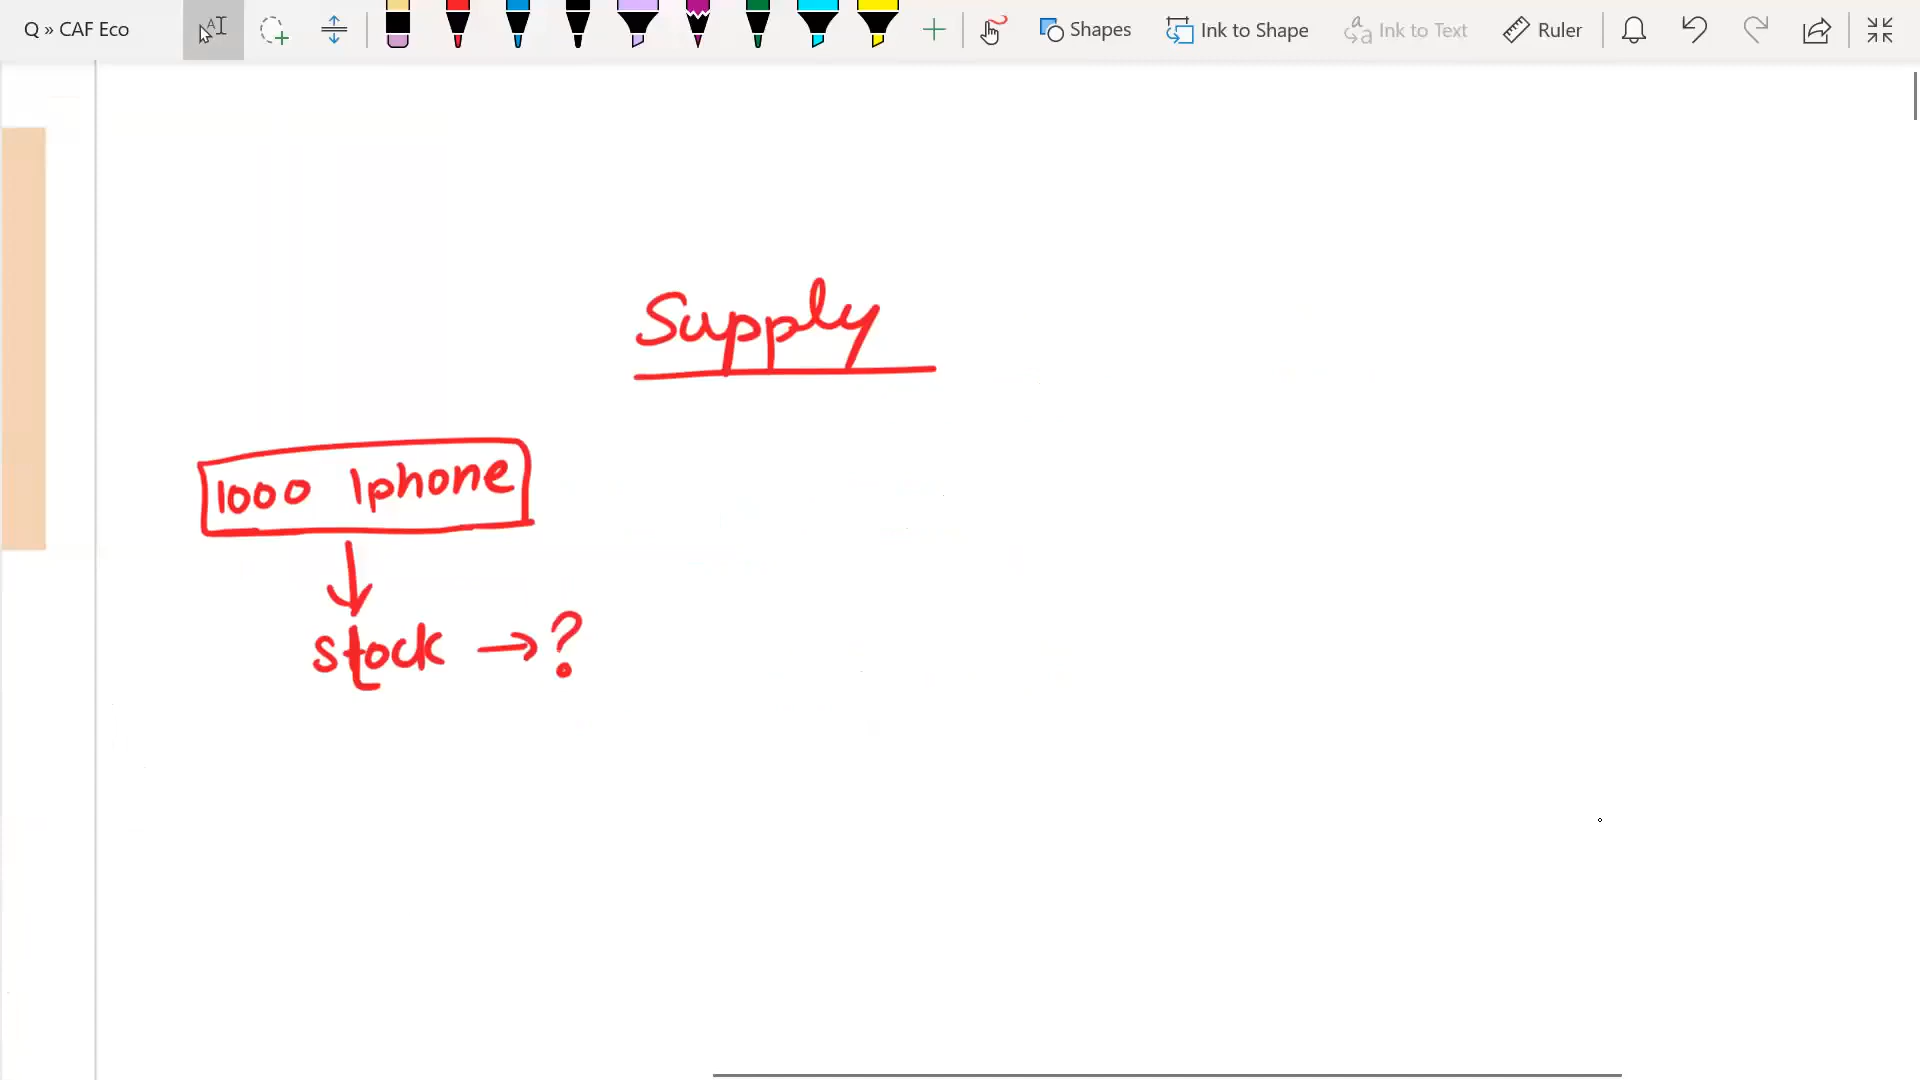 Q » CAF Eco
Shapes
Ink to Shape
Ink to Text
Ruler
Supply
1000 Iphone
stock →?